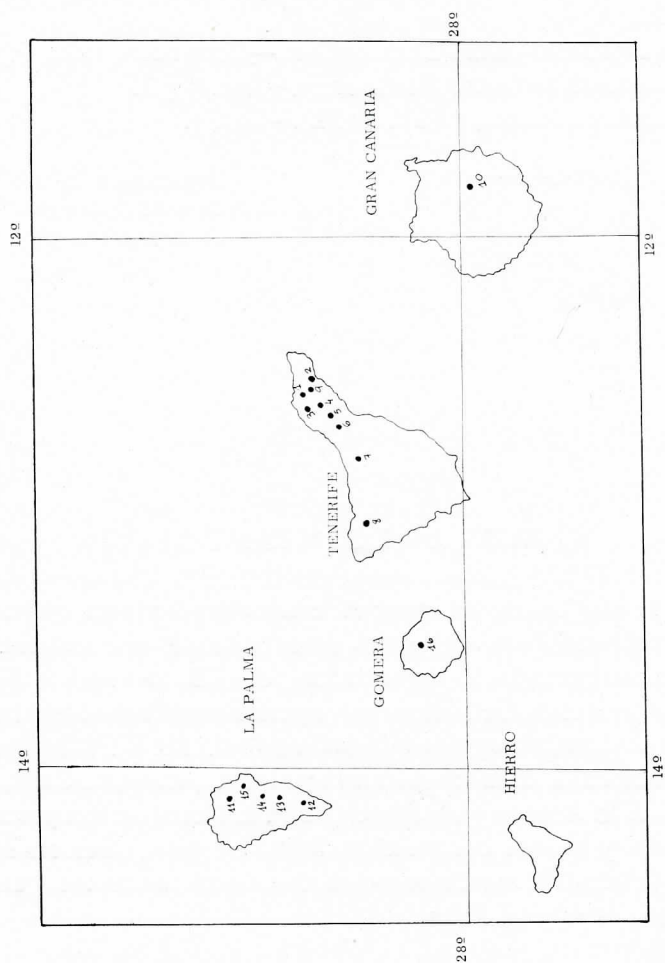 14º
12º
28º
28º
14º
12º
LA PALMA
TENERIFE
GRAN CANARIA
GOMERA
HIERRO
11
15
14
13
12
1
2
3
9
4
5
6
7
8
10
16